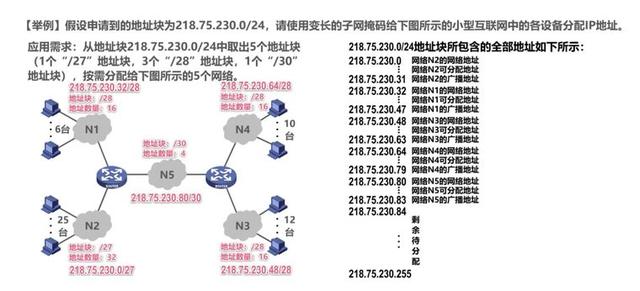 【举例】假设申请到的地址块为218.75.230.0/24，请使用变长的子网掩码给下图所示的小型互联网中的各设备分配IP地址。
应用需求：从地址块218.75.230.0/24中取出5个地址块
（1个“/27”地址块，3个“/28”地址块，1个“/30”
地址块），按需分配给下图所示的5个网络。
218.75.230.32/28
地址块：/28
地址数量：16
6台
N1
218.75.230.64/28
地址块：/28
地址数量：16
N4
10
台
地址块：/30
地址数量：4
N5
218.75.230.80/30
25
台
N2
地址块：/27
地址数量：32
218.75.230.0/27
N3
12
台
地址块：/28
地址数量：16
218.75.230.48/28
218.75.230.0/24地址块所包含的全部地址如下所示：
218.75.230.0 网络N2的网络地址
网络N2可分配地址
218.75.230.31 网络N2的广播地址
218.75.230.32 网络N1的网络地址
网络N1可分配地址
218.75.230.47 网络N1的广播地址
218.75.230.48 网络N3的网络地址
网络N3可分配地址
218.75.230.63 网络N3的广播地址
218.75.230.64 网络N4的网络地址
网络N4可分配地址
218.75.230.79 网络N4的广播地址
218.75.230.80 网络N5的网络地址
网络N5可分配地址
218.75.230.83 网络N5的广播地址
218.75.230.84
剩
余
待
分
配
218.75.230.255